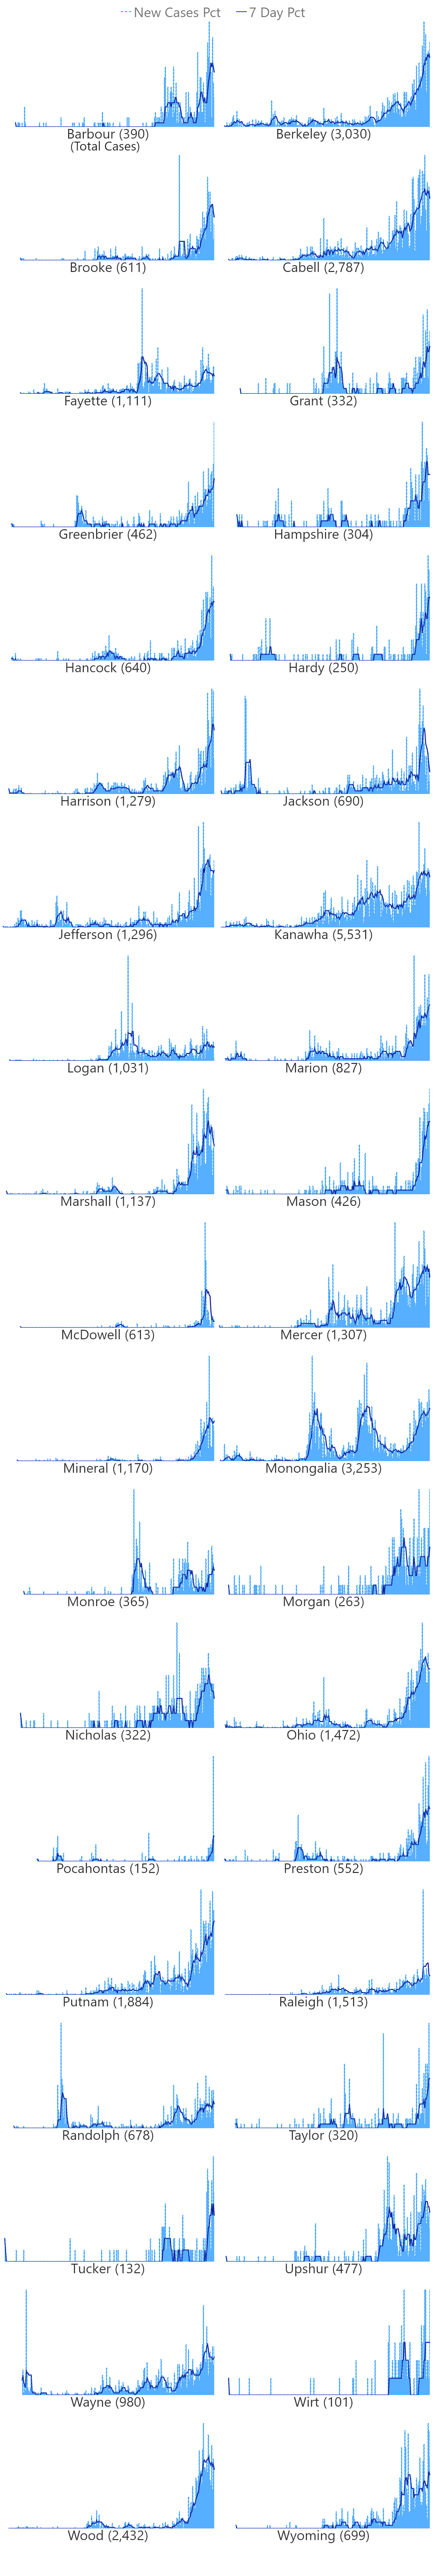 New Cases Pct 7 Day Pct
Barbour (390) Berkeley (3,030)
(Total Cases)
Brooke (611) Cabell (2,787)
Fayette (1,111) Grant (332)
Greenbrier (462) Hampshire (304)
Hancock (640) Hardy (250)
Harrison (1,279) Jackson (690)
Jefferson (1,296) Kanawha (5,531)
Logan (1,031) Marion (827)
Marshall (1,137) Mason (426)
McDowell (613) Mercer (1,307)
Mineral (1,170) Monongalia (3,253)
Monroe (365) Morgan (263)
Nicholas (322) Ohio (1,472)
Pocahontas (152) Preston (552)
Putnam (1,884) Raleigh (1,513)
Randolph (678) Taylor (320)
Tucker (132) Upshur (477)
Wayne (980) Wirt (101)
Wood (2,432) Wyoming (699)